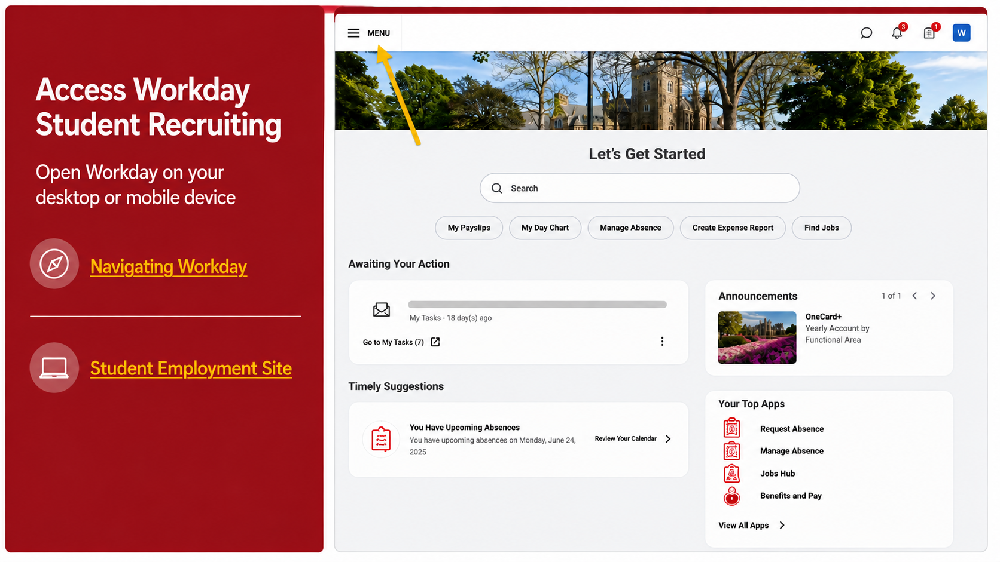 Access Workday
Student Recruiting
Open Workday on your
desktop or mobile device
Navigating Workday
Student Employment Site
MENU
3
1
W
Let's Get Started
Search
My Payslips
My Day Chart
Manage Absence
Create Expense Report
Find Jobs
Awaiting Your Action
My Tasks - 18 day(s) ago
Go to My Tasks (7)
Announcements
1 of 1
OneCard+
Yearly Account by
Functional Area
Timely Suggestions
You Have Upcoming Absences
You have upcoming absences on Monday, June 24,
2025
Review Your Calendar
Your Top Apps
Request Absence
Manage Absence
Jobs Hub
Benefits and Pay
View All Apps